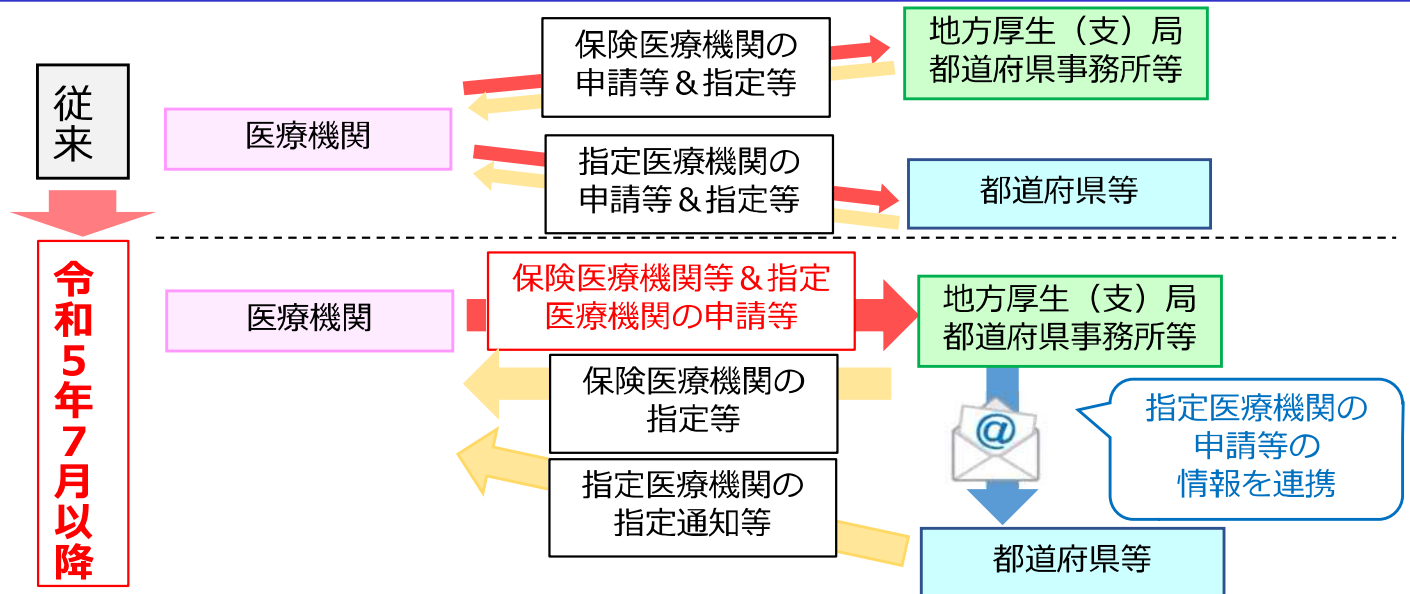 従来
医療機関
保険医療機関の
申請等＆指定等
地方厚生（支）局
都道府県事務所等
指定医療機関の
申請等＆指定等
都道府県等
令和５年７月以降
医療機関
保険医療機関等＆指定
医療機関の申請等
地方厚生（支）局
都道府県事務所等
保険医療機関の
指定等
指定医療機関の
指定通知等
@
指定医療機関の
申請等の
情報を連携
都道府県等